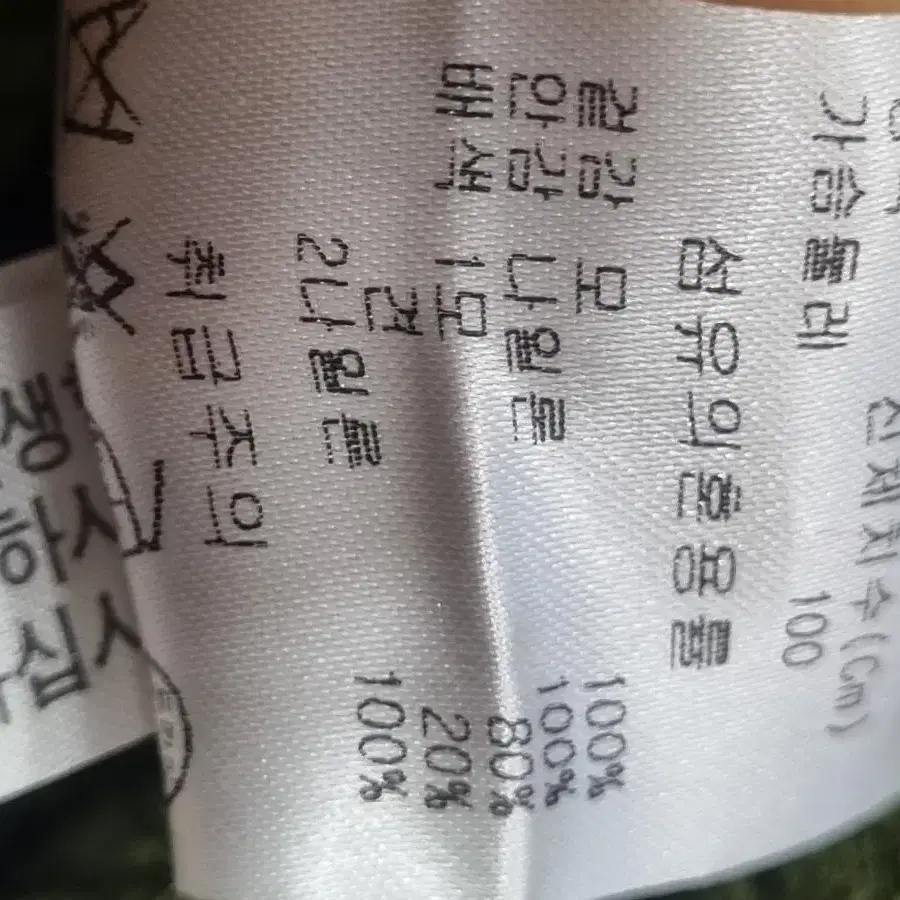 신체치수(Cm)
가슴둘레 100
섬유의혼용률
겉감 모 100%
안감 나일론 100%
배색 1모 80%
견 20%
2나일론 100%
취급주의